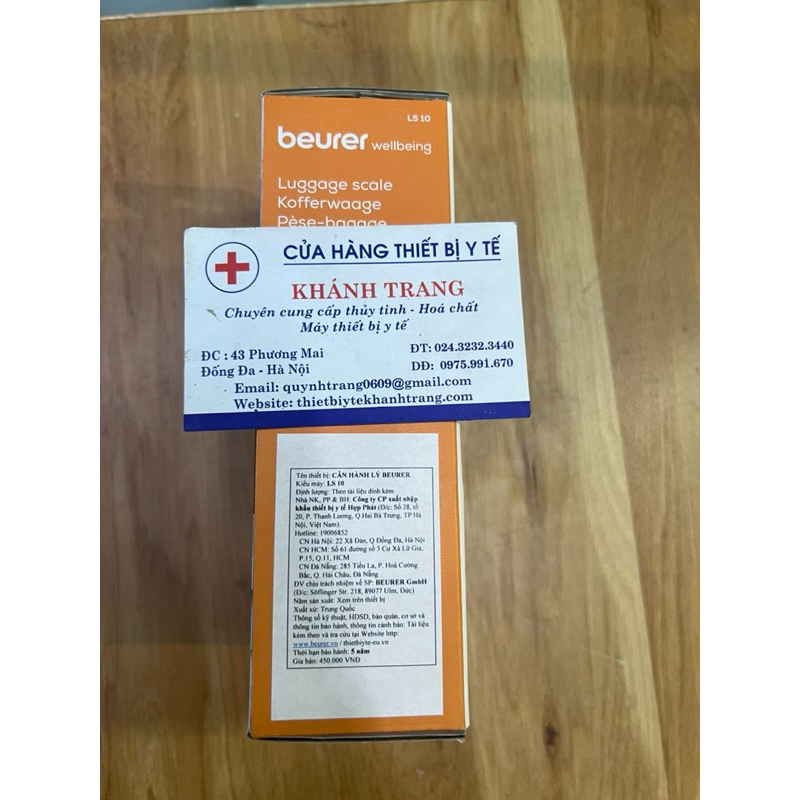 LS 10
beurer wellbeing
Luggage scale
Kofferwaage
Pèse-bagage
CỬA HÀNG THIẾT BỊ Y TẾ
KHÁNH TRANG
Chuyên cung cấp thủy tinh - Hoá chất
Máy thiết bị y tế
ĐC : 43 Phương Mai
Đống Đa - Hà Nội
ĐT: 024.3232.3440
DĐ: 0975.991.670
Email: quynhtrang0609@gmail.com
Website: thietbiytekhanhtrang.com
Tên thiết bị: CÂN HÀNH LÝ BEURER
Kiểu máy: LS 10
Định lượng: Theo tài liệu đính kèm
Nhà NK, PP & BH: Công ty CP xuất nhập
khẩu thiết bị y tế Hợp Phát (Đ/c: Số 38, tổ
20, P. Thanh Lương, Q.Hai Bà Trưng, TP Hà
Nội, Việt Nam).
Hotline: 19006852
CN Hà Nội: 22 Xã Đàn, Q Đống Đa, Hà Nội
CN HCM: Số 61 đường số 3 Cư Xá Lữ Gia,
P.15, Q.11, HCM
CN Đà Nẵng: 285 Tiểu La, P. Hoà Cường
Bắc, Q. Hải Châu, Đà Nẵng
ĐV chịu trách nhiệm về SP: BEURER GmbH
(Đ/c: Söflinger Str. 218, 89077 Ulm, Đức)
Năm sản xuất: Xem trên thiết bị
Xuất xứ: Trung Quốc
Thông số kỹ thuật, HDSD, bảo quản, cơ sở và
thông tin bảo hành, thông tin cảnh báo: Tài liệu
kèm theo và tra cứu tại Website http:
www.beurer.vn / thietbiyte-eu.vn
Thời hạn bảo hành: 5 năm
Giá bán: 450.000 VNĐ